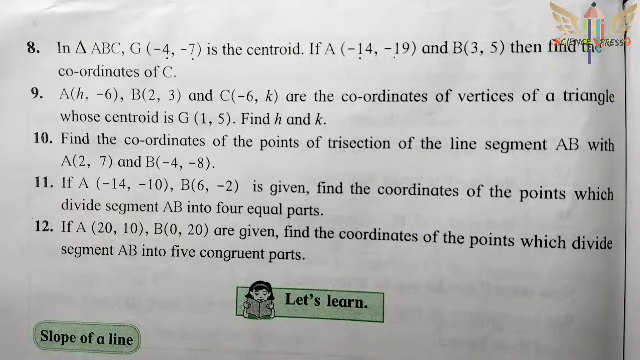 SCIENCE EXPRESS
8. In Δ ABC, G (−4, −7) is the centroid. If A (−14, −19) and B(3, 5) then find the
co-ordinates of C.
9. A(h, −6), B(2, 3) and C(−6, k) are the co-ordinates of vertices of a triangle
whose centroid is G (1, 5). Find h and k.
10. Find the co-ordinates of the points of trisection of the line segment AB with
A(2, 7) and B(−4, −8).
11. If A (−14, −10), B(6, −2) is given, find the coordinates of the points which
divide segment AB into four equal parts.
12. If A (20, 10), B(0, 20) are given, find the coordinates of the points which divide
segment AB into five congruent parts.
Let's learn.
Slope of a line